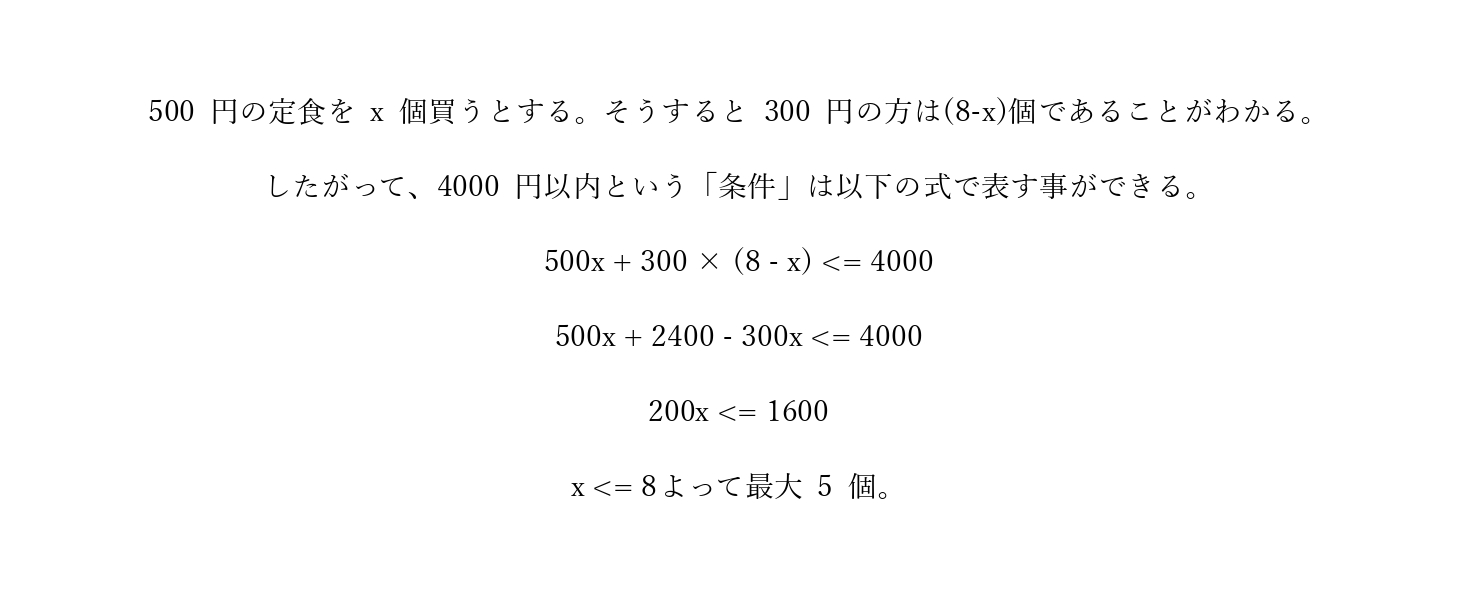 500 円の定食を x 個買うとする。そうすると 300 円の方は(8-x)個であることがわかる。
したがって、4000 円以内という「条件」は以下の式で表す事ができる。
500x + 300 × (8 - x) <= 4000
500x + 2400 - 300x <= 4000
200x <= 1600
x <= 8よって最大 5 個。